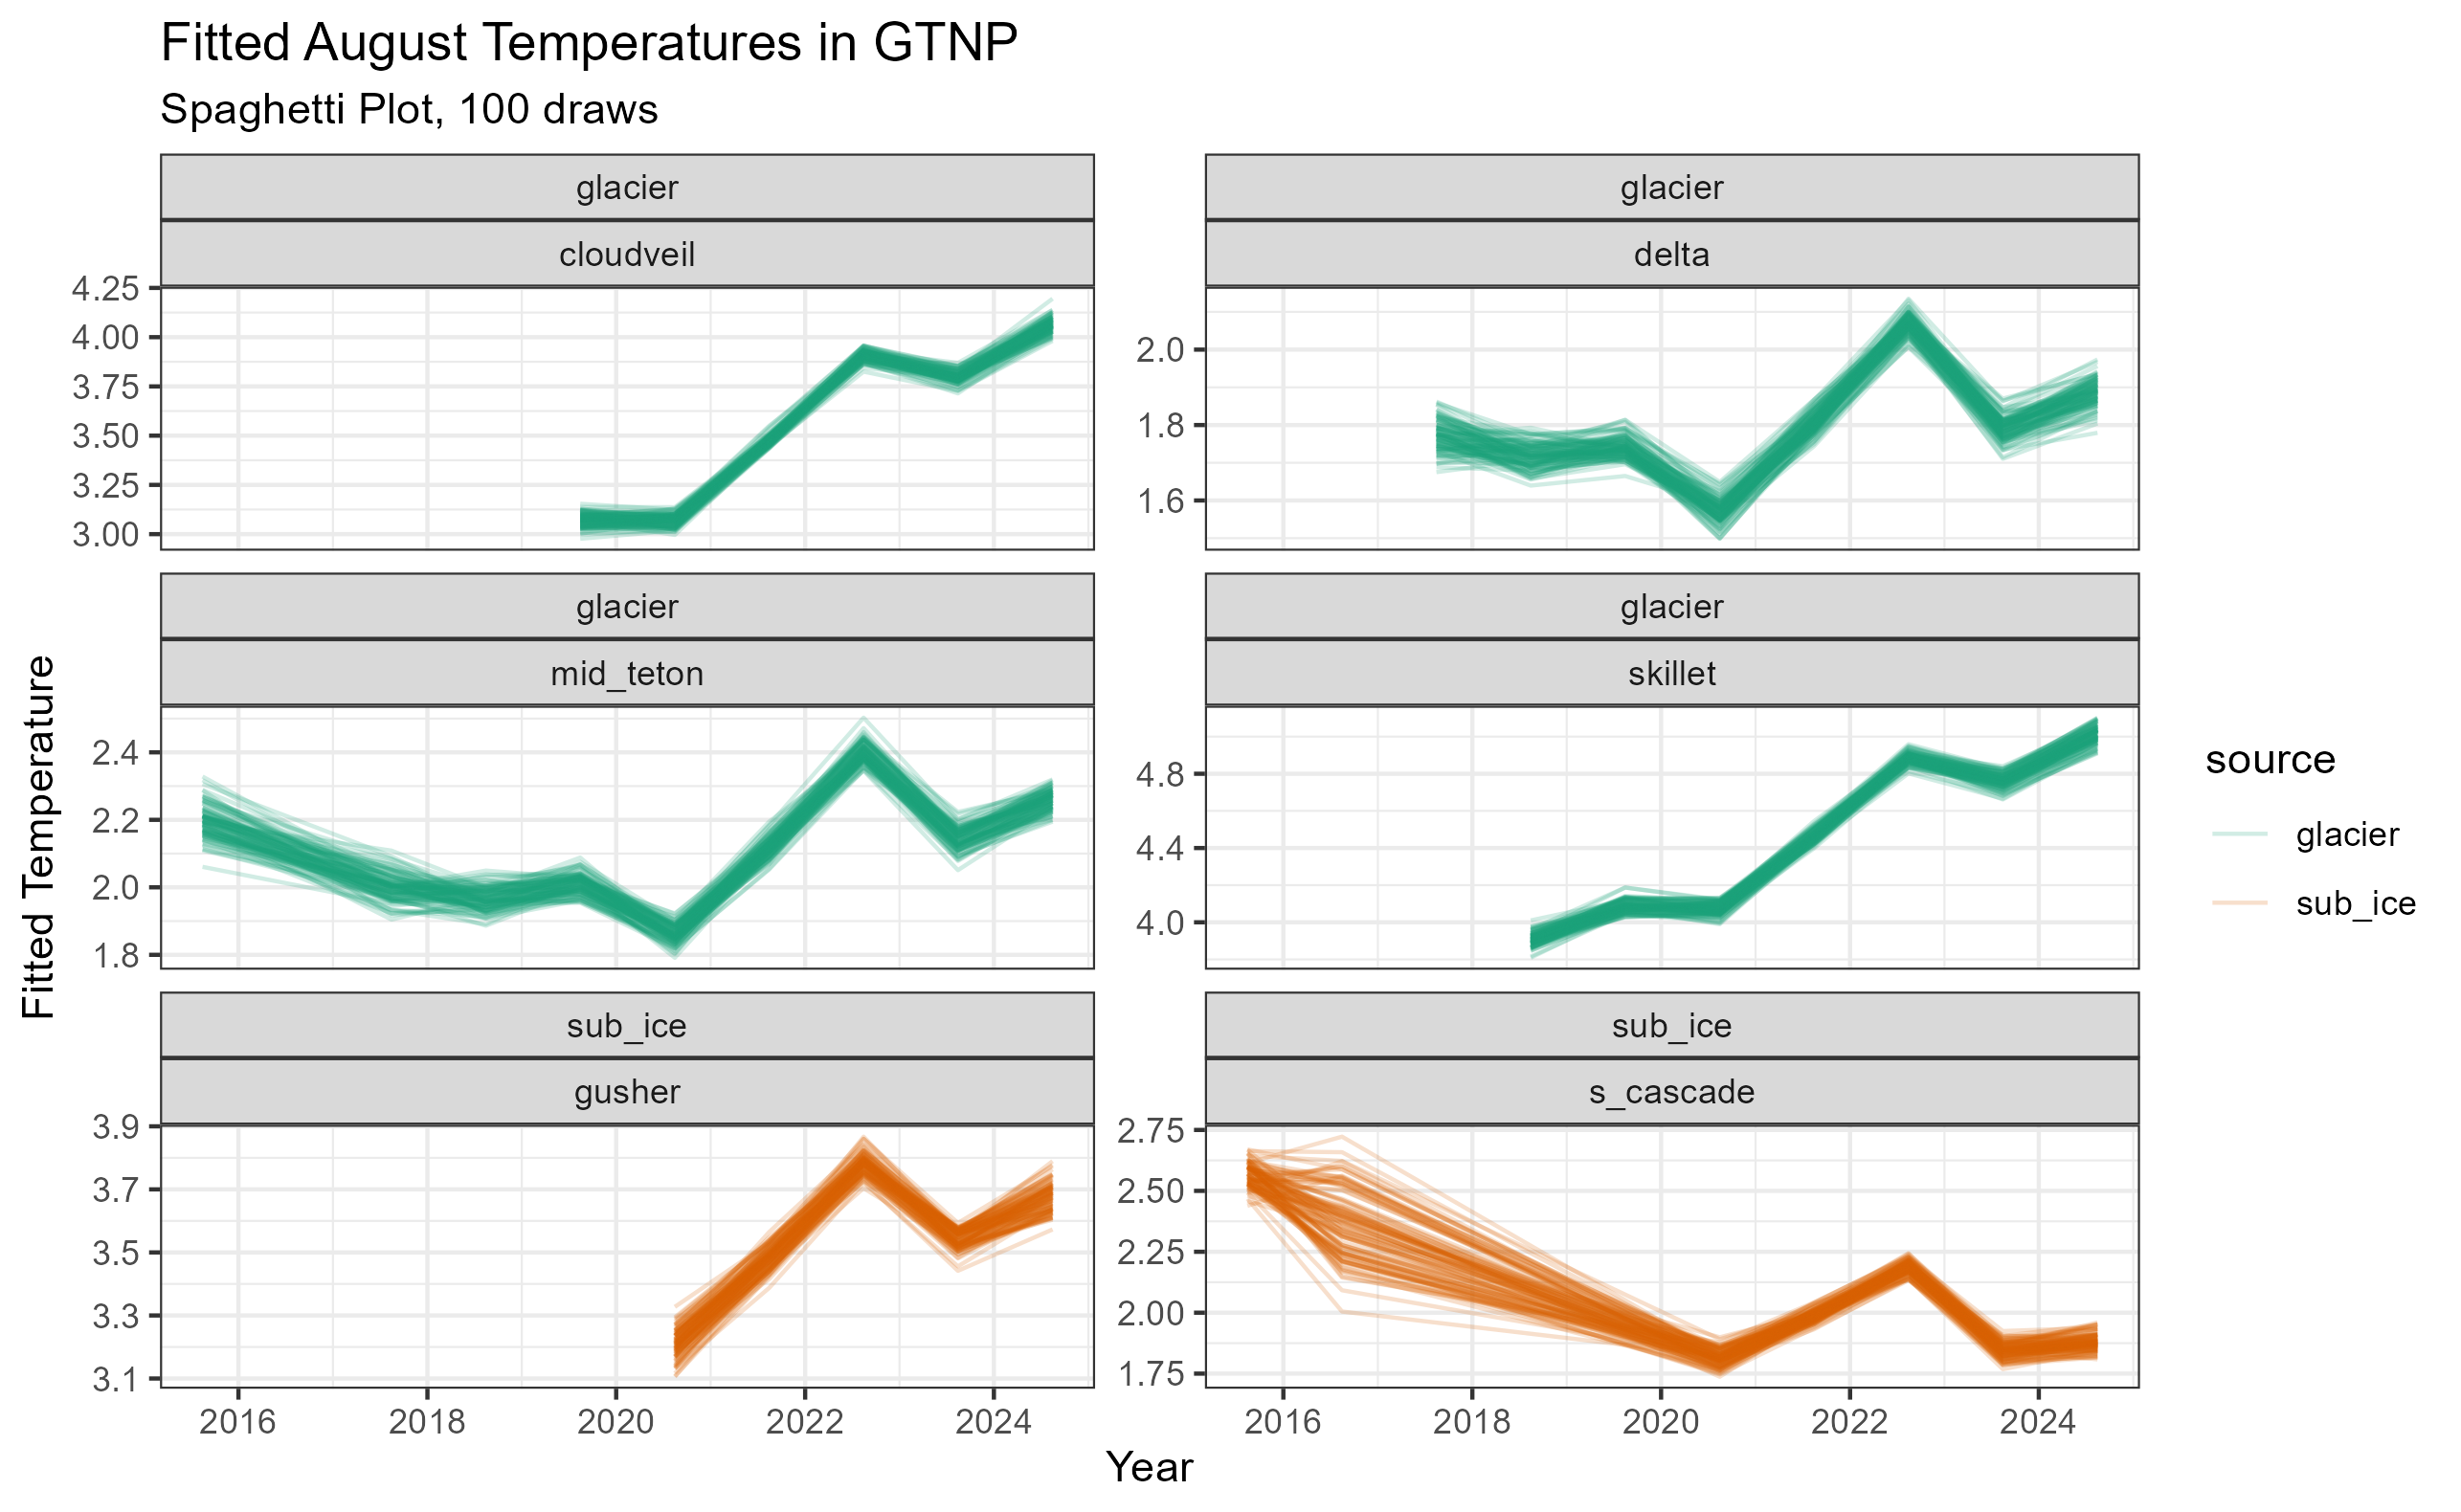 Fitted August Temperatures in GTNP
Spaghetti Plot, 100 draws
glacier
cloudveil
4.25
4.00
3.75
3.50
3.25
3.00
glacier
delta
2.0
1.8
1.6
glacier
mid_teton
2.4
2.2
2.0
1.8
glacier
skillet
4.8
4.4
4.0
sub_ice
gusher
3.9
3.7
3.5
3.3
3.1
2016 2018 2020 2022 2024
sub_ice
s_cascade
2.75
2.50
2.25
2.00
1.75
2016 2018 2020 2022 2024
Fitted Temperature
Year
source
glacier
sub_ice